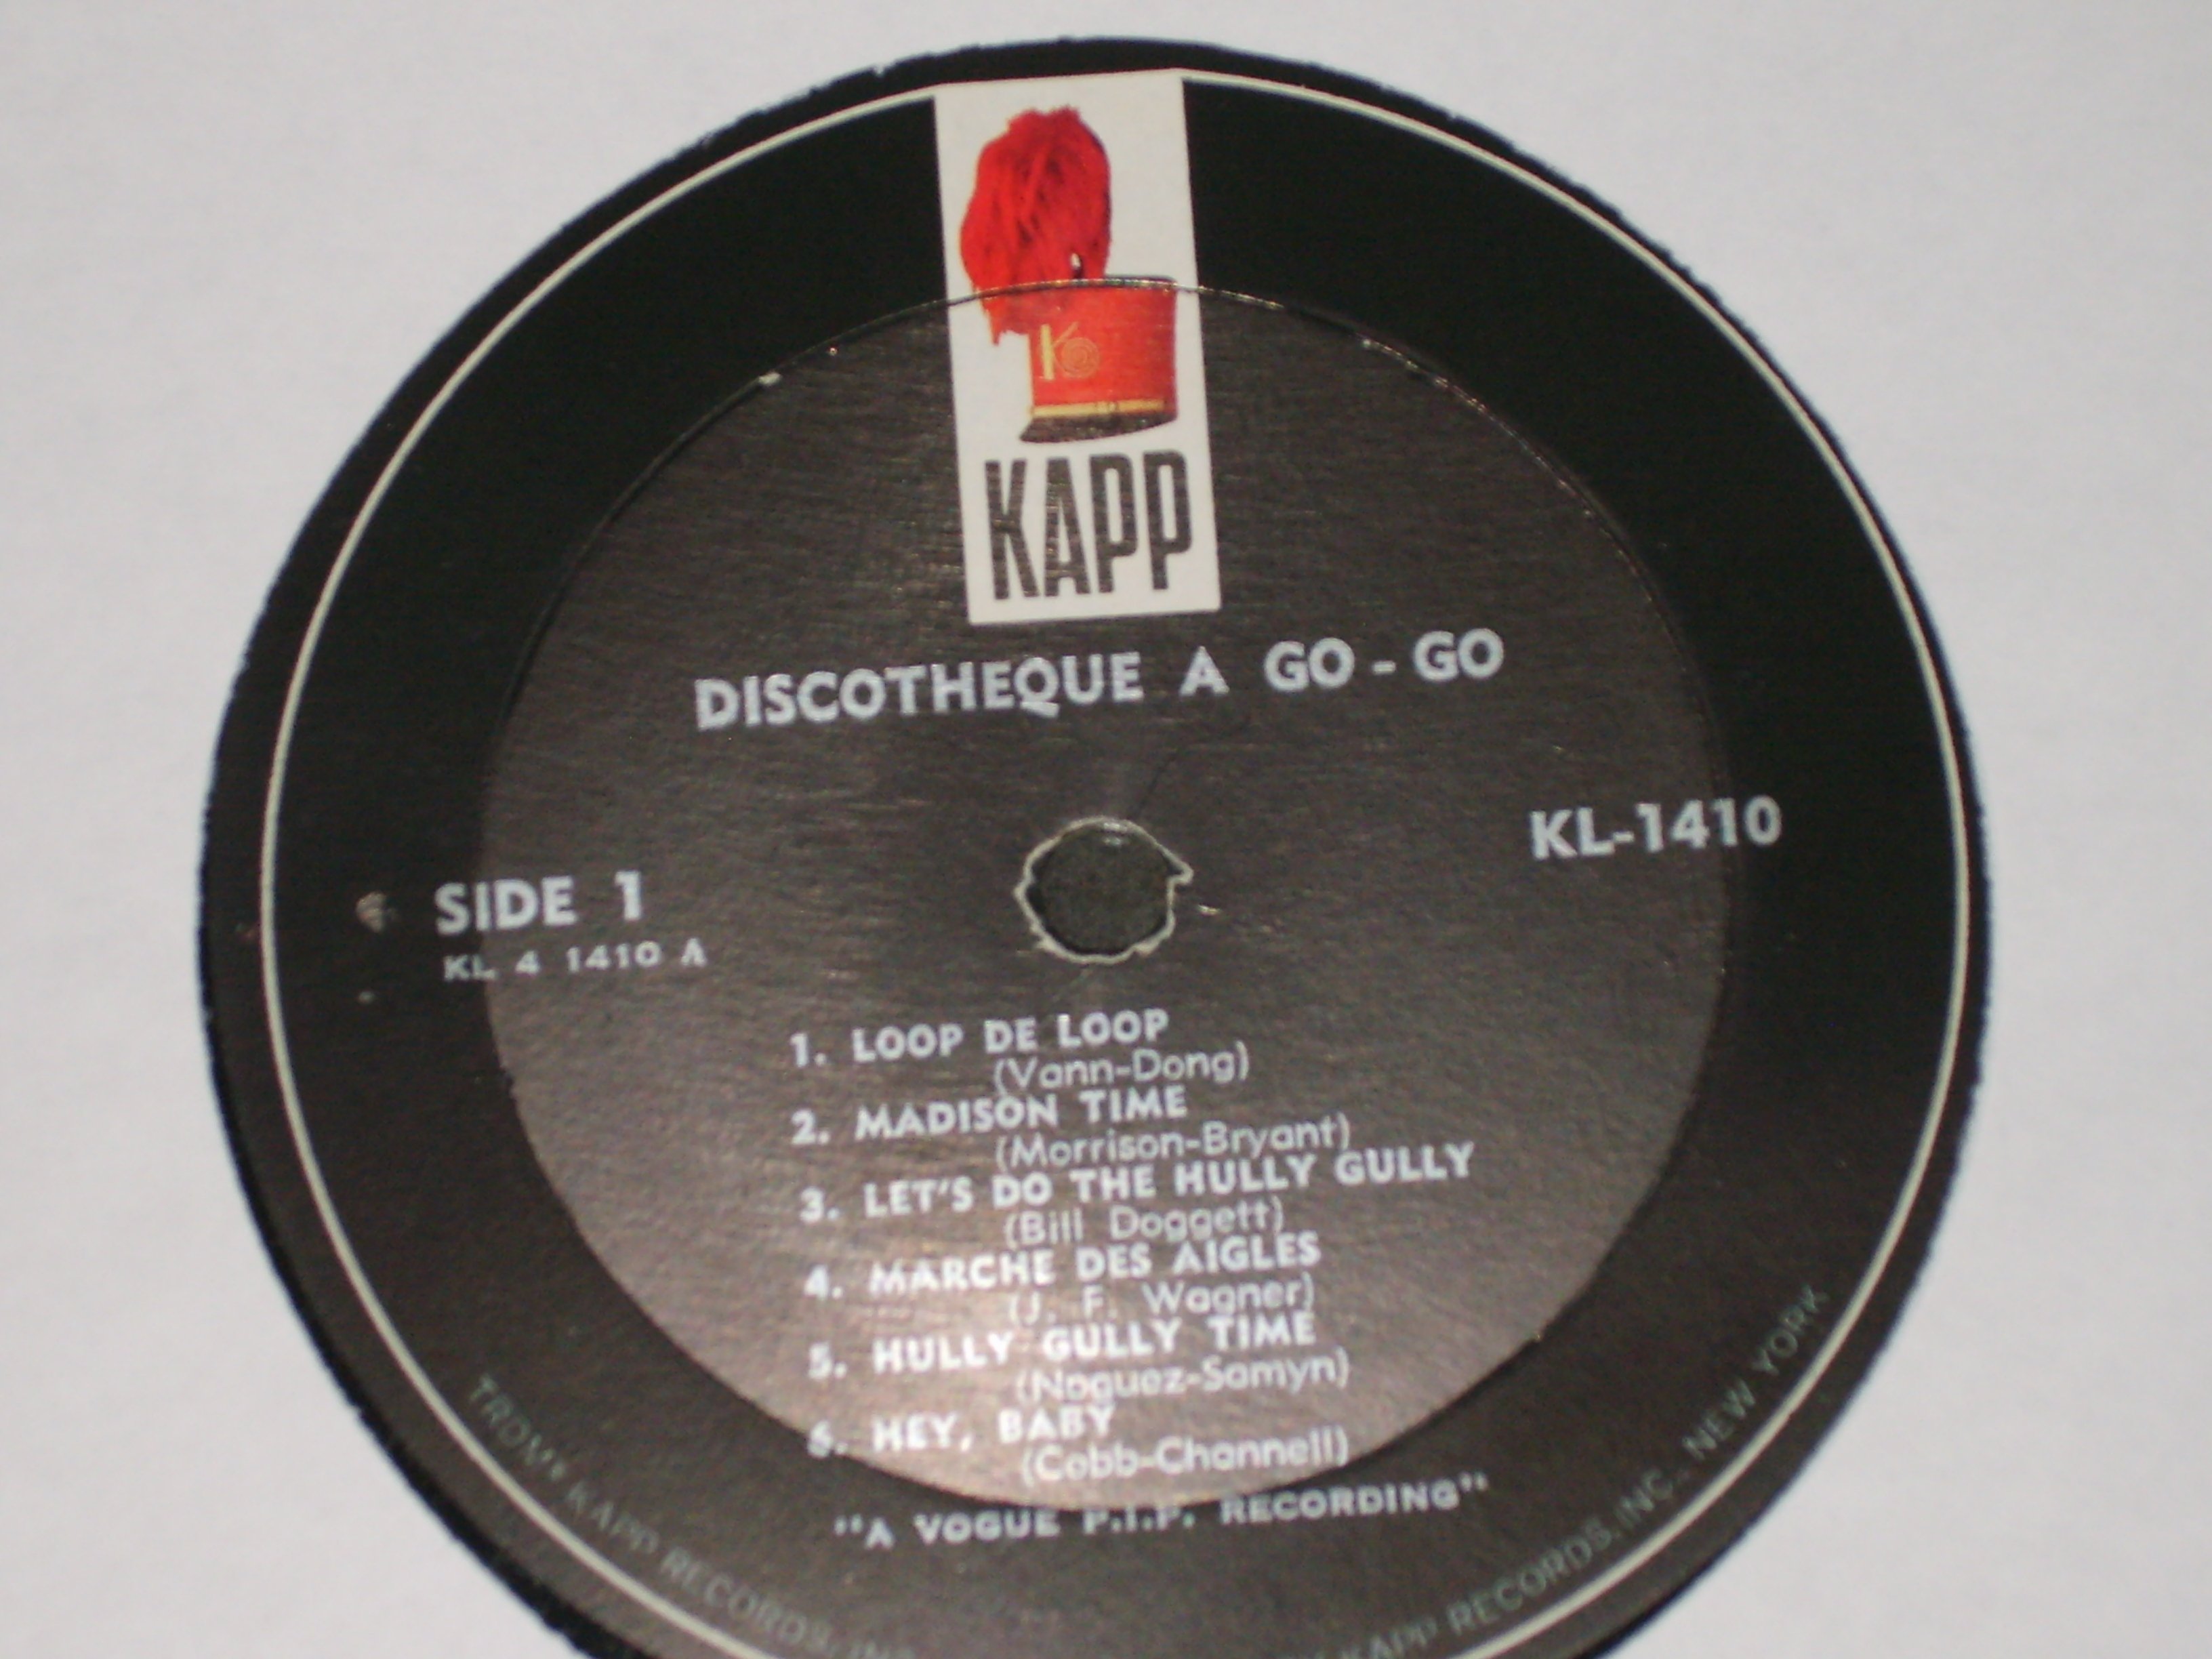 K
KAPP
DISCOTHEQUE A GO-GO
KL-1410
SIDE 1
KL 4 1410 A
1. LOOP DE LOOP
(Vann-Dong)
2. MADISON TIME
(Morrison-Bryant)
3. LET'S DO THE HULLY GULLY
(Bill Doggett)
4. MARCHE DES AIGLES
(J. F. Wagner)
5. HULLY GULLY TIME
(Noguez-Samyn)
6. HEY, BABY
(Cobb-Channell)
"A VOGUE P.I.P. RECORDING"
KAPP RECORDS, INC
KAPP RECORDS, INC. NEW YORK